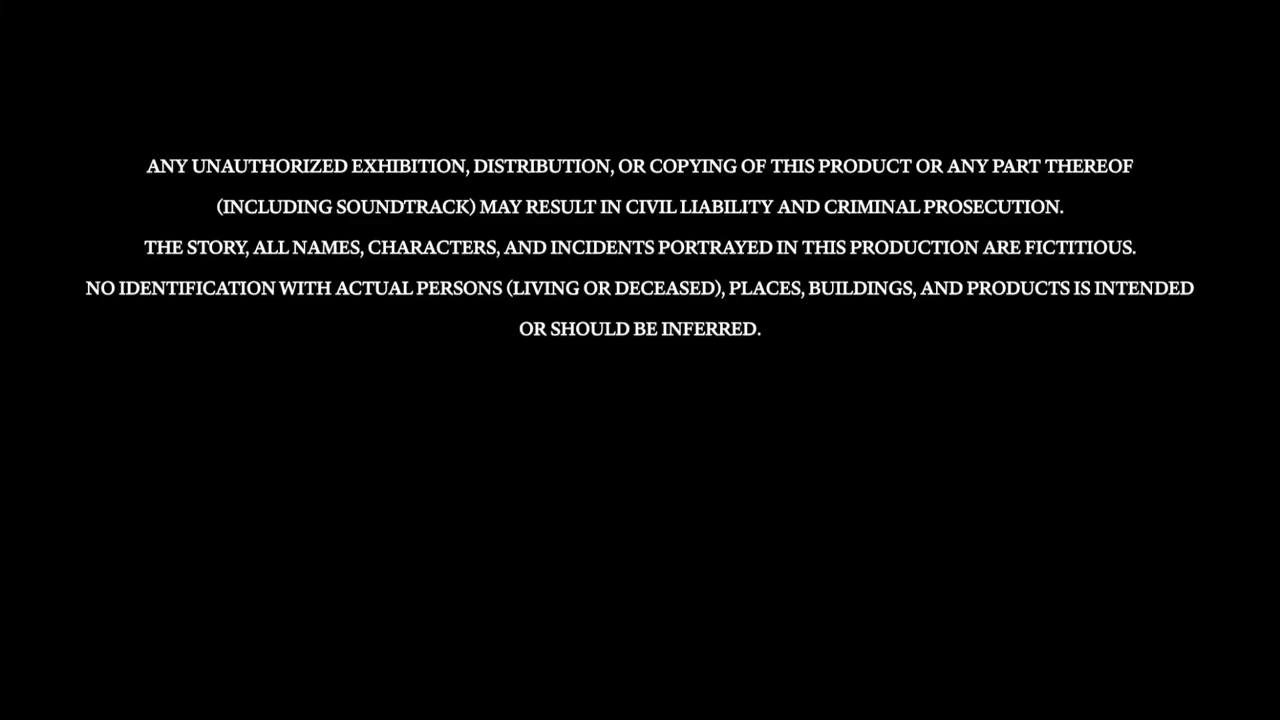 ANY UNAUTHORIZED EXHIBITION, DISTRIBUTION, OR COPYING OF THIS PRODUCT OR ANY PART THEREOF
(INCLUDING SOUNDTRACK) MAY RESULT IN CIVIL LIABILITY AND CRIMINAL PROSECUTION.
THE STORY, ALL NAMES, CHARACTERS, AND INCIDENTS PORTRAYED IN THIS PRODUCTION ARE FICTITIOUS.
NO IDENTIFICATION WITH ACTUAL PERSONS (LIVING OR DECEASED), PLACES, BUILDINGS, AND PRODUCTS IS INTENDED
OR SHOULD BE INFERRED.